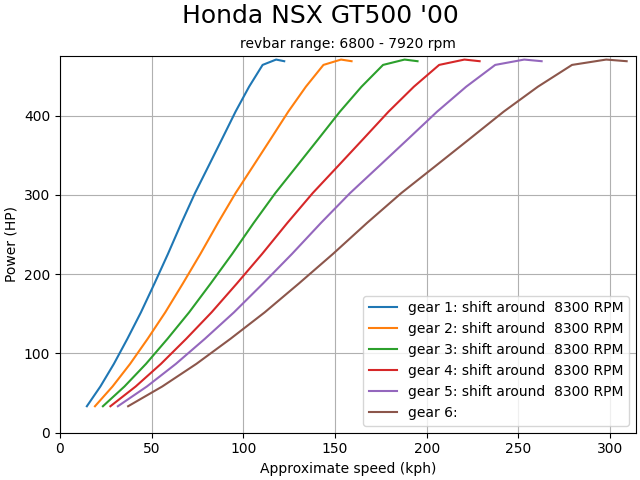 Honda NSX GT500 '00
revbar range: 6800 - 7920 rpm
Power (HP)
400
300
200
100
0
0 50 100 150 200 250 300
Approximate speed (kph)
gear 1: shift around  8300 RPM
gear 2: shift around  8300 RPM
gear 3: shift around  8300 RPM
gear 4: shift around  8300 RPM
gear 5: shift around  8300 RPM
gear 6: